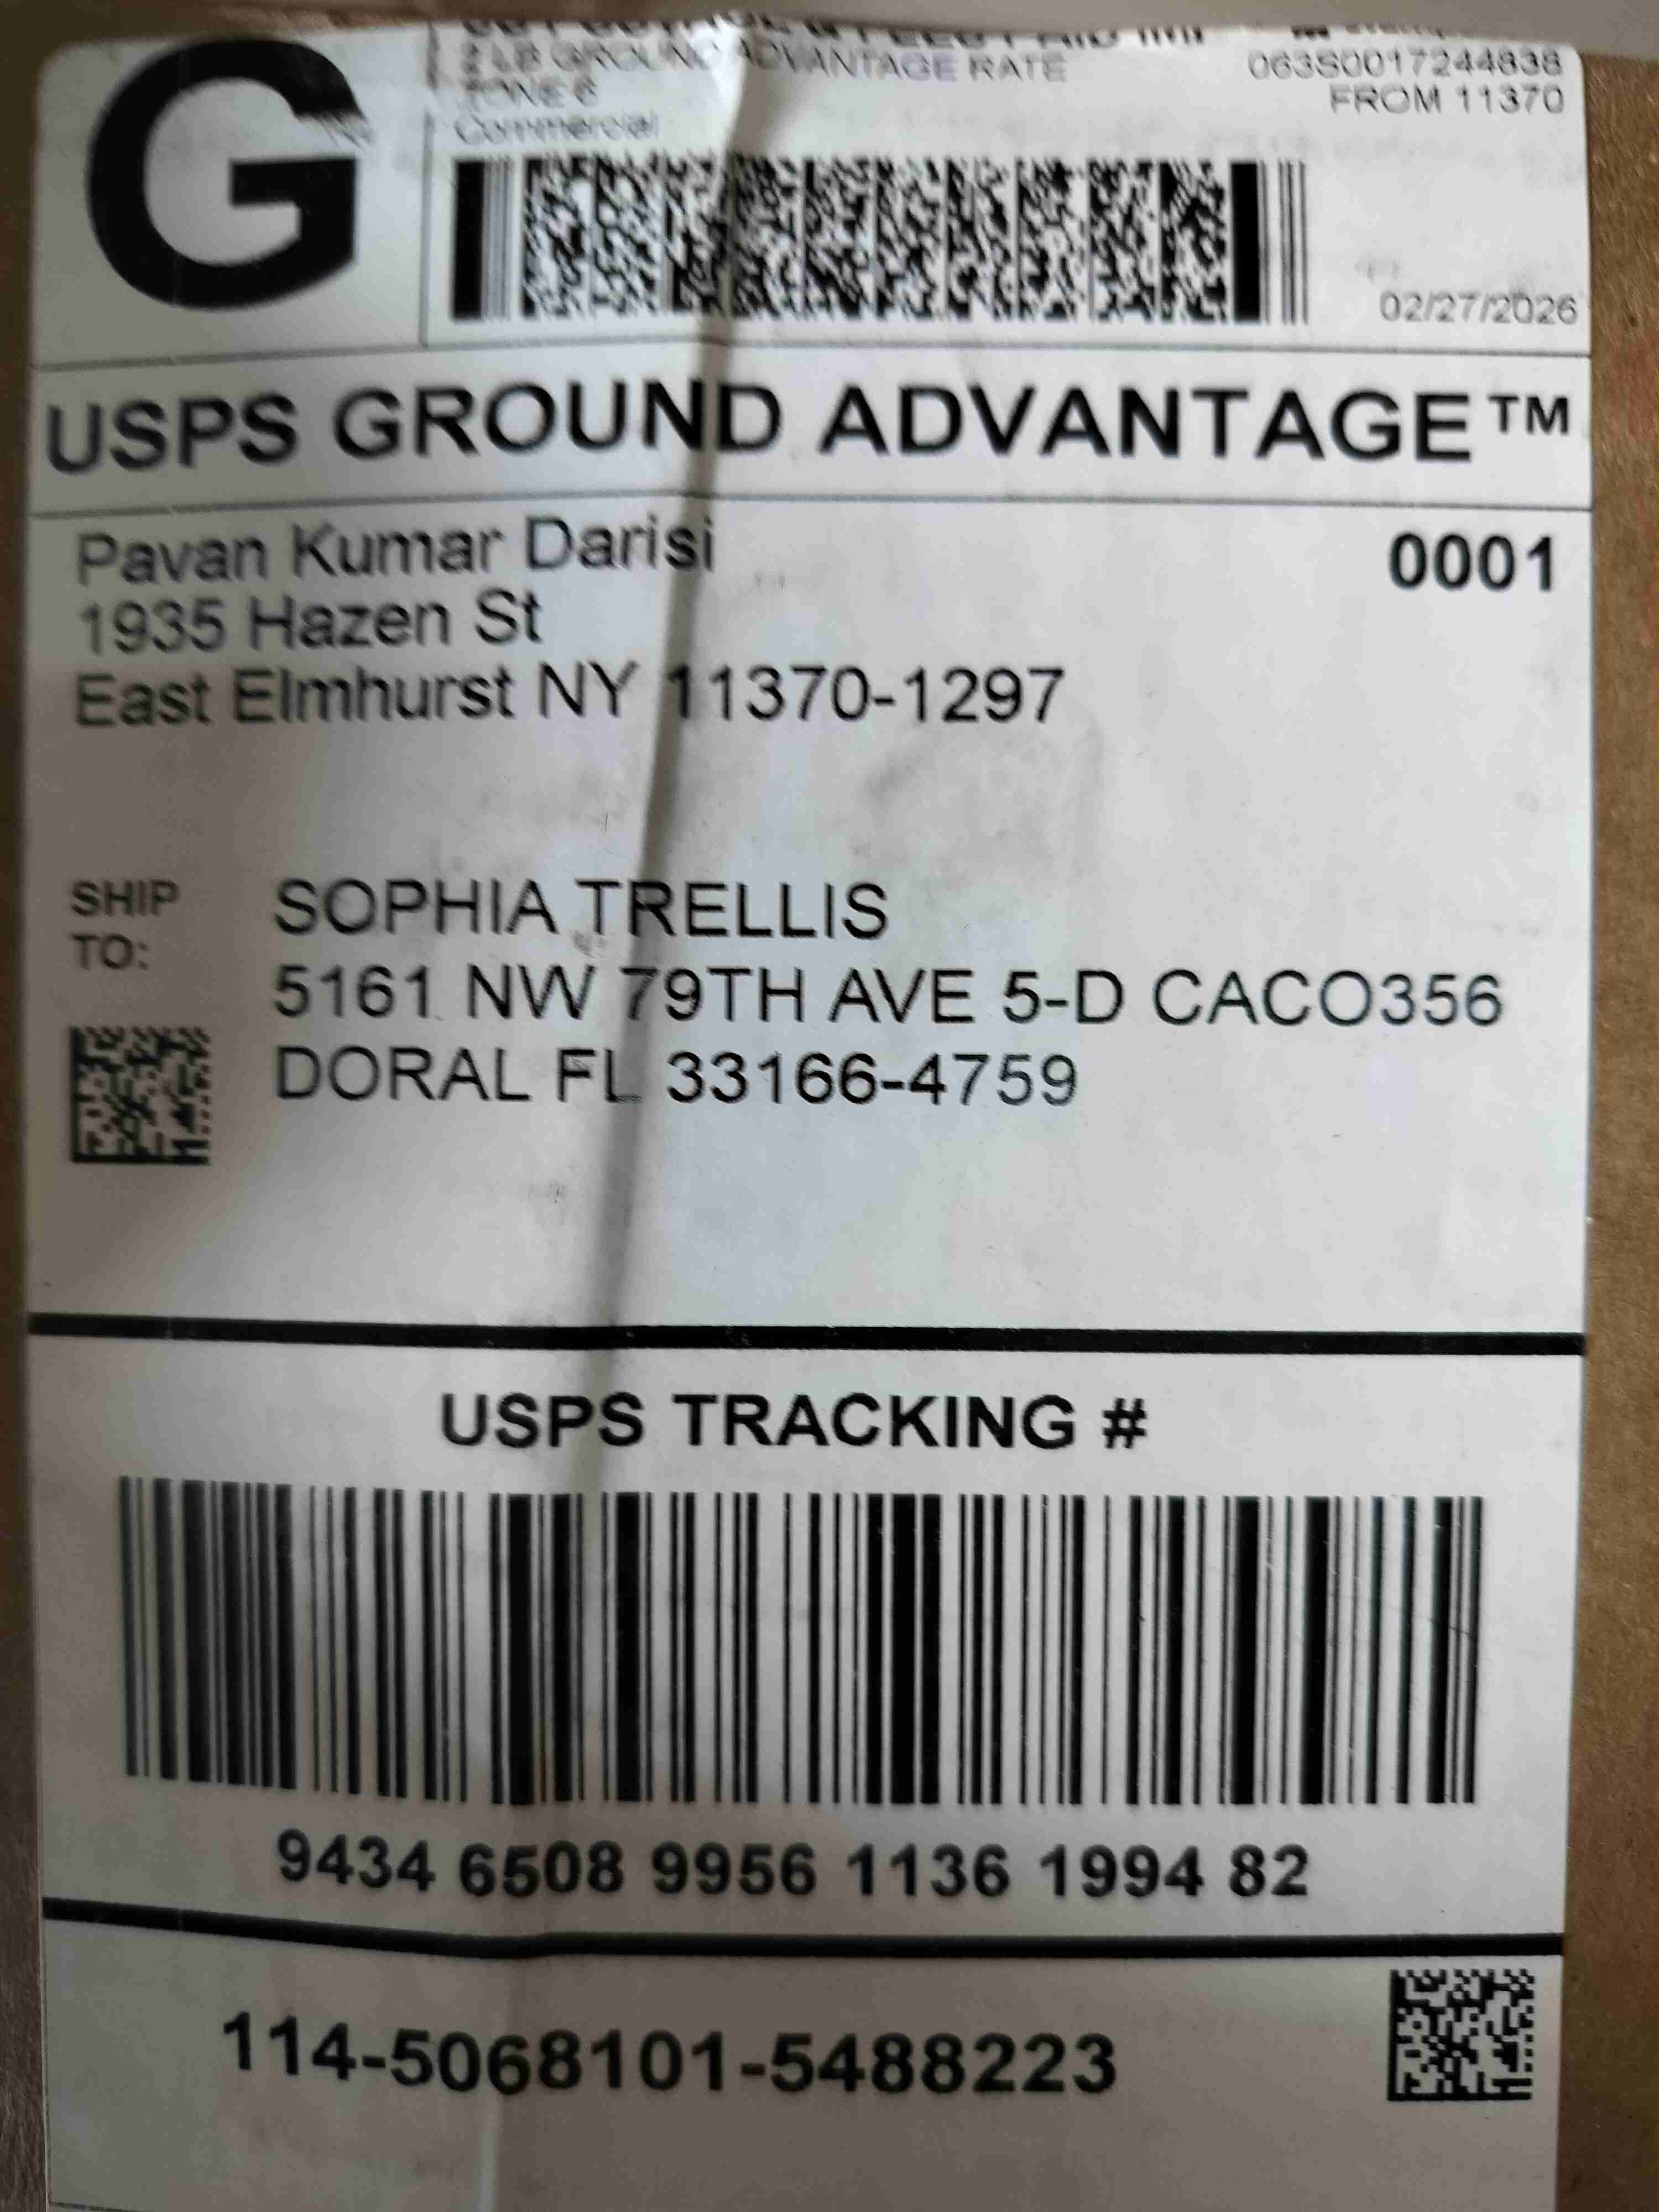 G
2 LB GROUND ADVANTAGE RATE
ZONE 6
Commercial
063S0017244838
FROM 11370
02/27/2026
USPS GROUND ADVANTAGE™
Pavan Kumar Darisi
0001
1935 Hazen St
East Elmhurst NY 11370-1297
SHIP TO:
SOPHIA TRELLIS
5161 NW 79TH AVE 5-D CACO356
DORAL FL 33166-4759
USPS TRACKING #
9434 6508 9956 1136 1994 82
114-5068101-5488223